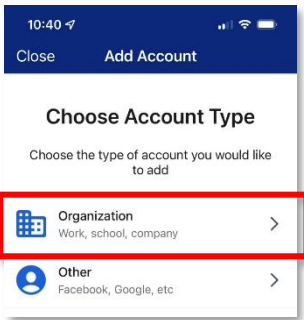 10:40
Close Add Account
Choose Account Type
Choose the type of account you would like
to add
Organization
Work, school, company
Other
Facebook, Google, etc